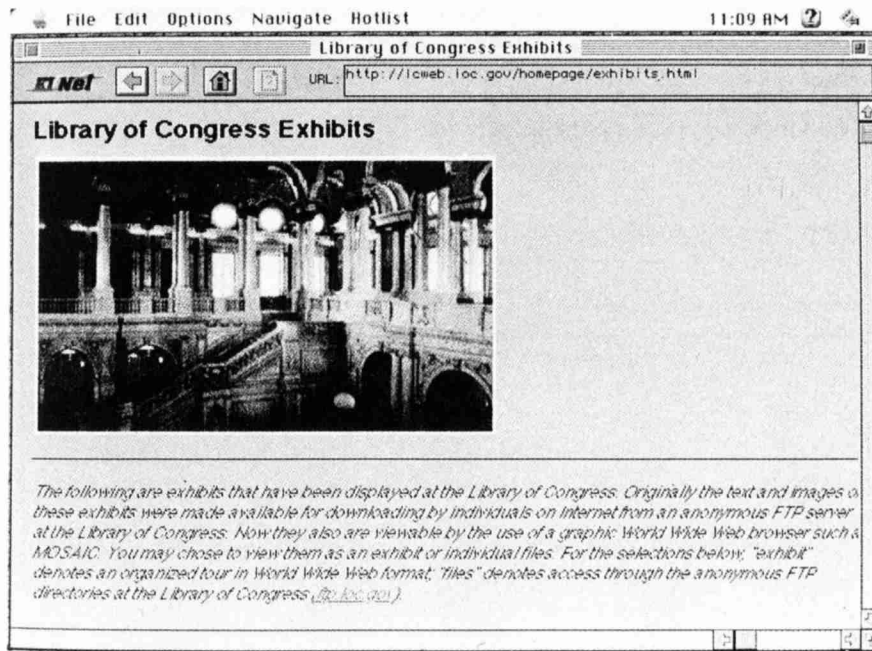 File Edit Options Navigate Hotlist 11:09 AM
Library of Congress Exhibits
EINet URL: http://lcweb.loc.gov/homepage/exhibits.html
Library of Congress Exhibits
The following are exhibits that have been displayed at the Library of Congress. Originally the text and images o
these exhibits were made available for downloading by individuals on Internet from an anonymous FTP server
at the Library of Congress. Now they also are viewable by the use of a graphic World Wide Web browser such a
MOSAIC. You may chose to view them as an exhibit or individual files. For the selections below, "exhibit"
denotes an organized tour in World Wide Web format; "files" denotes access through the anonymous FTP
directories at the Library of Congress (ftp.loc.gov).